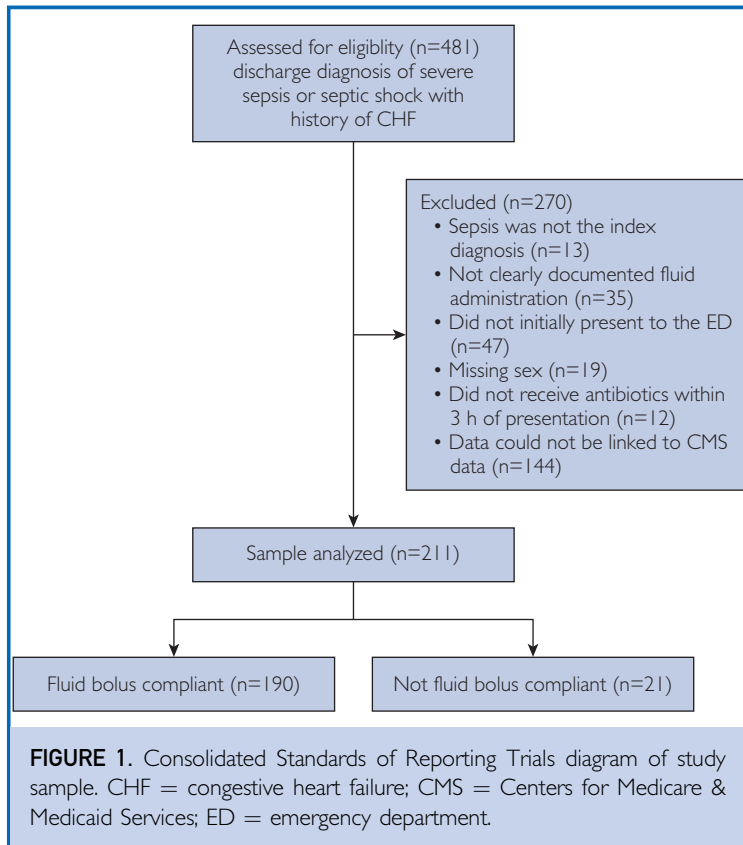 Assessed for eligiblity (n=481)
discharge diagnosis of severe
sepsis or septic shock with
history of CHF
Excluded (n=270)
• Sepsis was not the index
diagnosis (n=13)
• Not clearly documented fluid
administration (n=35)
• Did not initially present to the ED
(n=47)
• Missing sex (n=19)
• Did not receive antibiotics within
3 h of presentation (n=12)
• Data could not be linked to CMS
data (n=144)
Sample analyzed (n=211)
Fluid bolus compliant (n=190)
Not fluid bolus compliant (n=21)
FIGURE 1. Consolidated Standards of Reporting Trials diagram of study
sample. CHF = congestive heart failure; CMS = Centers for Medicare &
Medicaid Services; ED = emergency department.